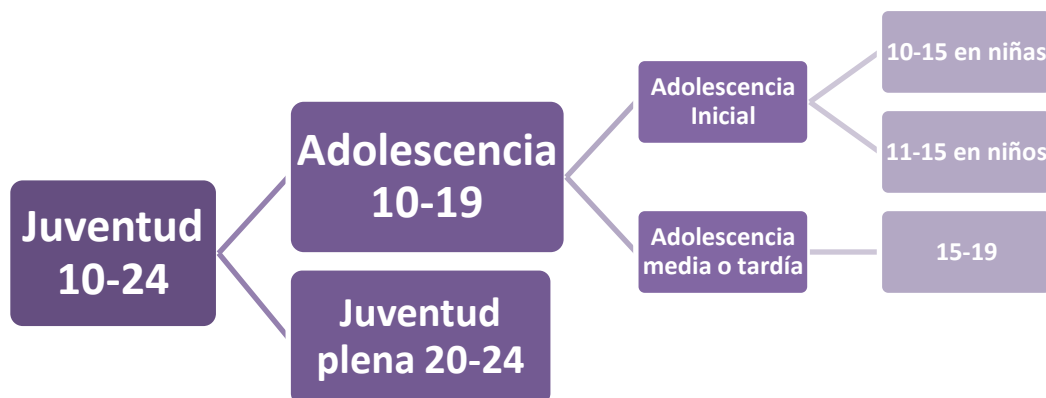 Juventud
10-24
Adolescencia
10-19
Juventud
plena 20-24
Adolescencia
Inicial
Adolescencia
media o tardía
10-15 en niñas
11-15 en niños
15-19